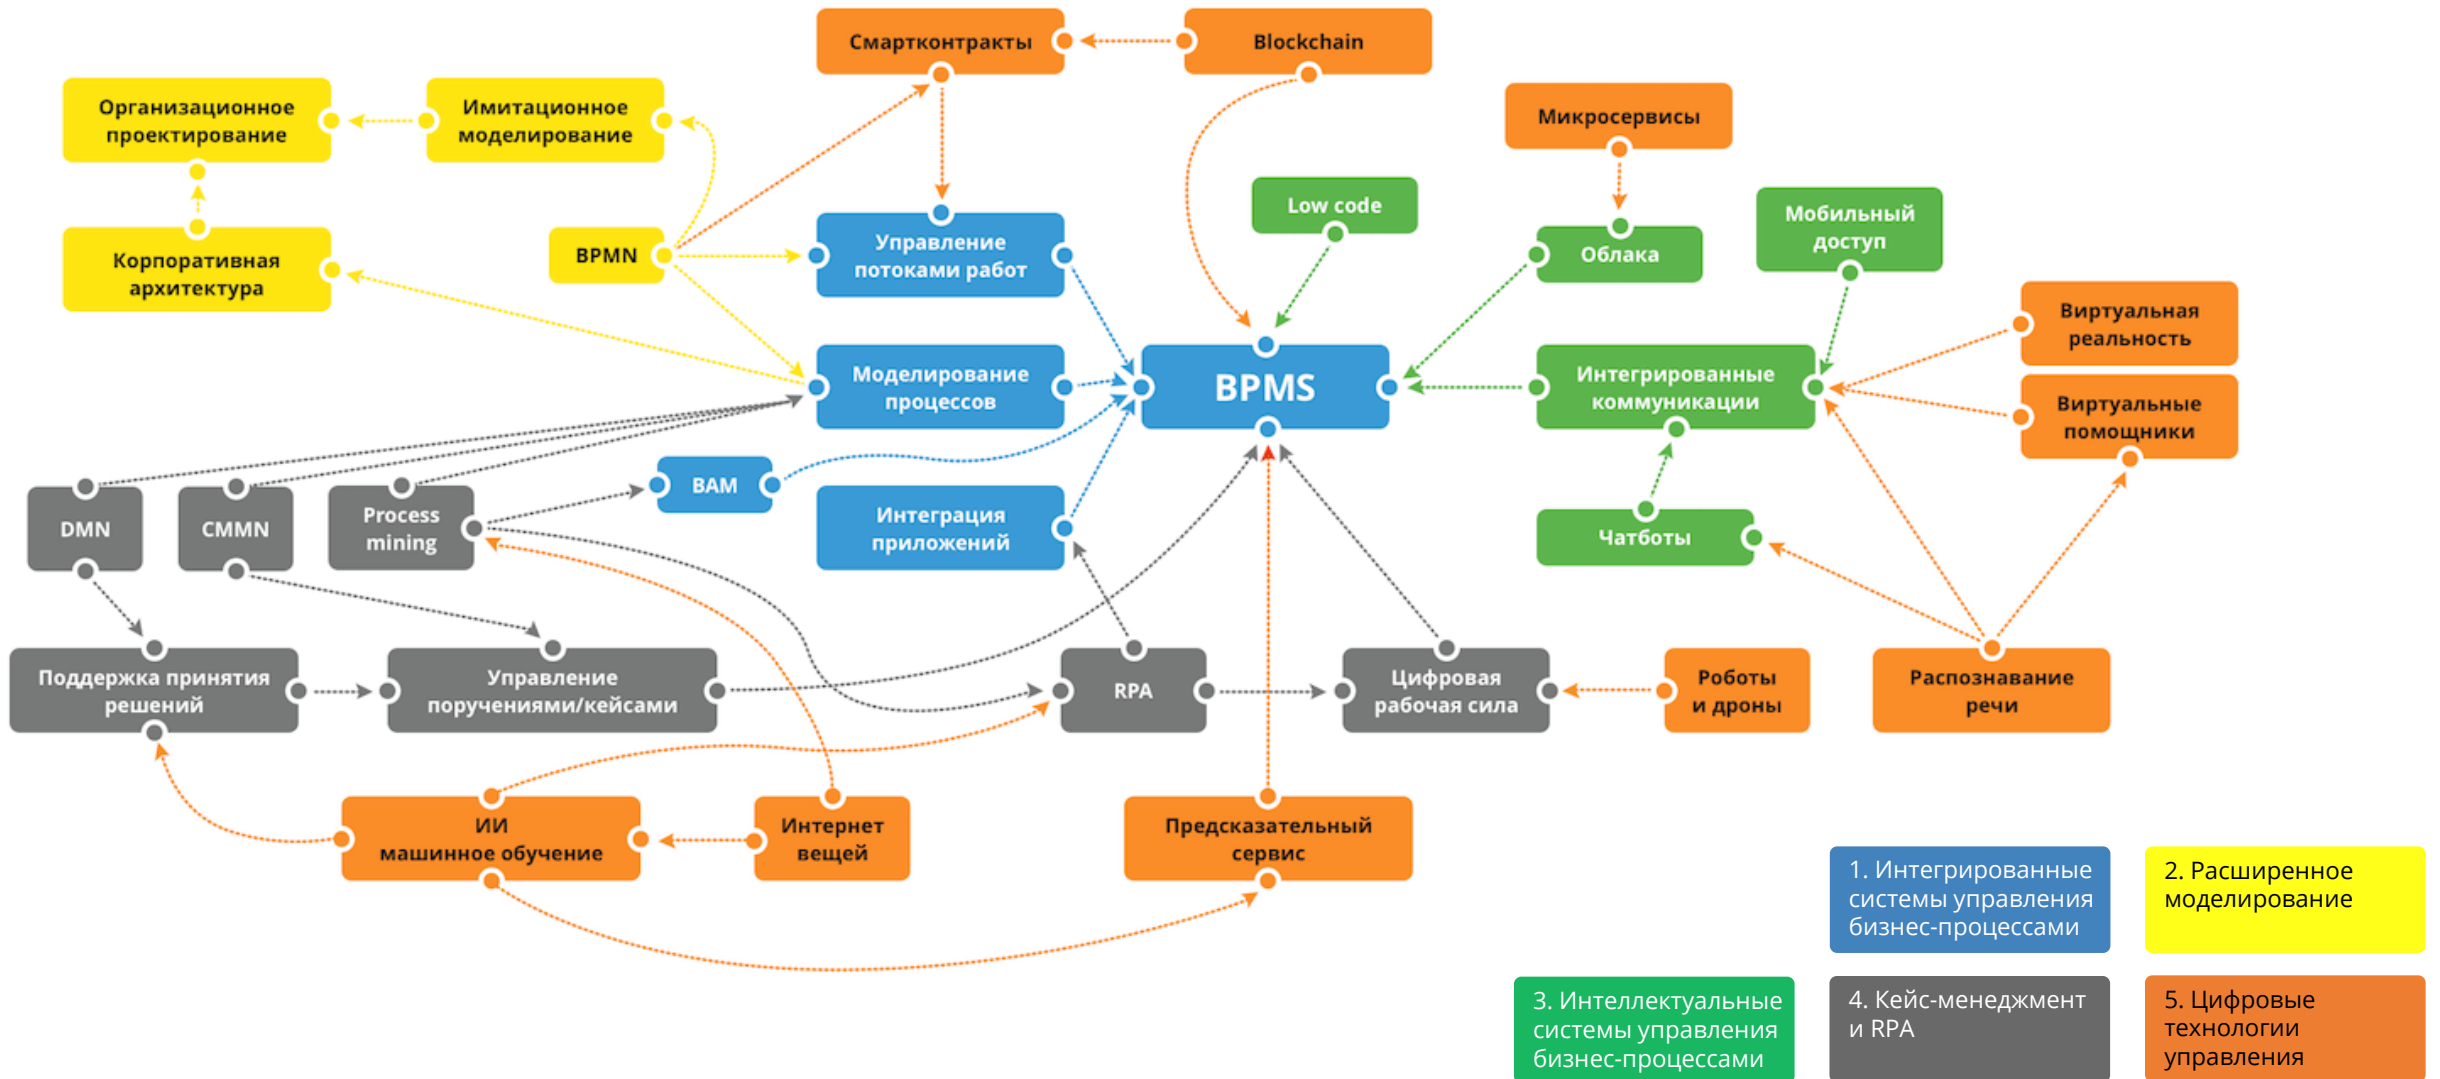 Смартконтракты
Blockchain
Организационное
проектирование
Имитационное
моделирование
Микросервисы
Low code
Мобильный
доступ
Корпоративная
архитектура
BPMN
Управление
потоками работ
Облака
Виртуальная
реальность
Моделирование
процессов
BPMS
Интегрированные
коммуникации
Виртуальные
помощники
DMN
CMMN
Process
mining
BAM
Интеграция
приложений
Чатботы
Поддержка принятия
решений
Управление
поручениями/кейсами
RPA
Цифровая
рабочая сила
Роботы
и дроны
Распознавание
речи
ИИ
машинное обучение
Интернет
вещей
Предсказательный
сервис
1. Интегрированные
системы управления
бизнес-процессами
2. Расширенное
моделирование
3. Интеллектуальные
системы управления
бизнес-процессами
4. Кейс-менеджмент
и RPA
5. Цифровые
технологии
управления